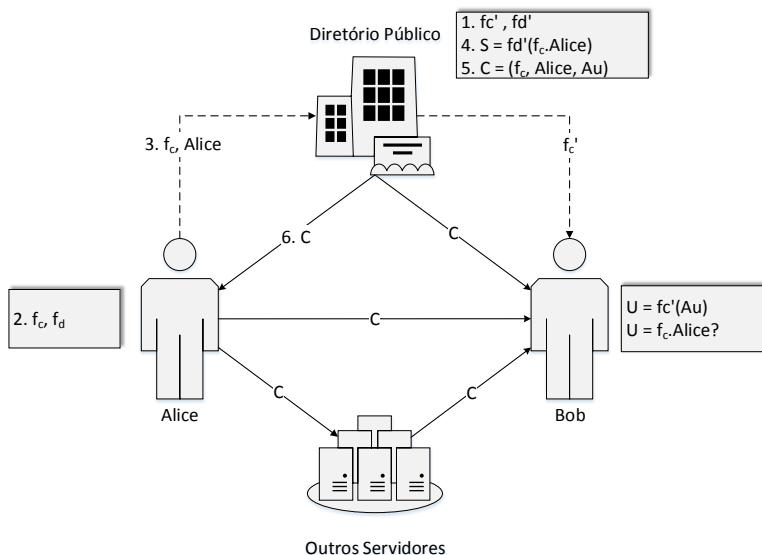 Diretório Público
1. fc' , fd'
4. S = fd'(fc.Alice)
5. C = (fc, Alice, Au)
3. fc, Alice
fc'
6. C
C
2. fc, fd
C
U = fc'(Au)
U = fc.Alice?
C
C
Alice
Bob
Outros Servidores